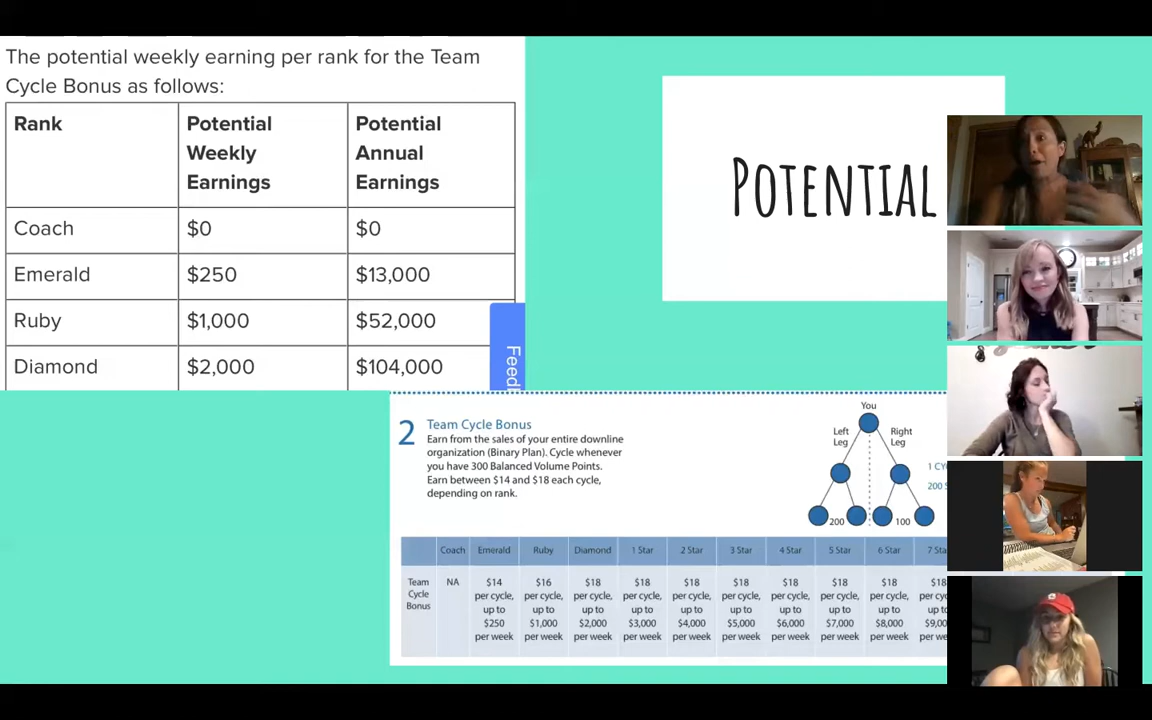 The potential weekly earning per rank for the Team
Cycle Bonus as follows:
Rank
Potential
Weekly
Earnings
Potential
Annual
Earnings
Coach $0 $0
Emerald $250 $13,000
Ruby $1,000 $52,000
Diamond $2,000 $104,000
POTENTIAL
2 Team Cycle Bonus
Earn from the sales of your entire downline
organization (Binary Plan). Cycle whenever
you have 300 Balanced Volume Points.
Earn between $14 and $18 each cycle,
depending on rank.
You
Left
Leg
Right
Leg
200
100
200
Coach Emerald Ruby Diamond 1 Star 2 Star 3 Star 4 Star 5 Star 6 Star
Team
Cycle
Bonus
NA
$14
per cycle,
up to
$250
per week
$16
per cycle,
up to
$1,000
per week
$18
per cycle,
up to
$2,000
per week
$18
per cycle,
up to
$3,000
per week
$18
per cycle,
up to
$4,000
per week
$18
per cycle,
up to
$5,000
per week
$18
per cycle,
up to
$6,000
per week
$18
per cycle,
up to
$7,000
per week
$18
per cycle,
up to
$8,000
per week